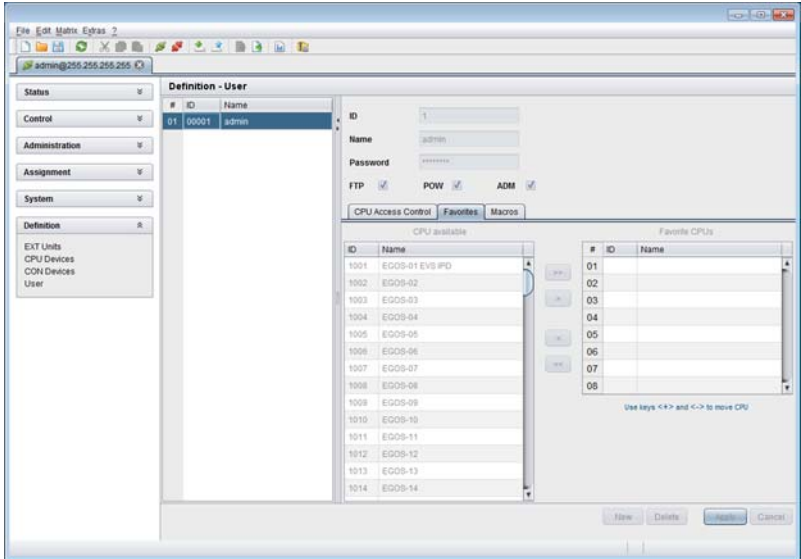 File Edit Matrix Extras ?
admin@255.255.255.255
Status
Control
Administration
Assignment
System
Definition
EXT Units
CPU Devices
CON Devices
User
Definition - User
# ID Name
01 00001 admin
ID 1
Name admin
Password ********
FTP POW ADM
CPU Access Control Favorites Macros
CPU available
ID Name
1001 EGOS-01 EVS IPD
1002 EGOS-02
1003 EGOS-03
1004 EGOS-04
1005 EGOS-05
1006 EGOS-06
1007 EGOS-07
1008 EGOS-08
1009 EGOS-09
1010 EGOS-10
1011 EGOS-11
1012 EGOS-12
1013 EGOS-13
1014 EGOS-14
>>
>
<
<<
Favorite CPUs
# ID Name
01
02
03
04
05
06
07
08
Use keys <+> and <-> to move CPU
New Delete Apply Cancel